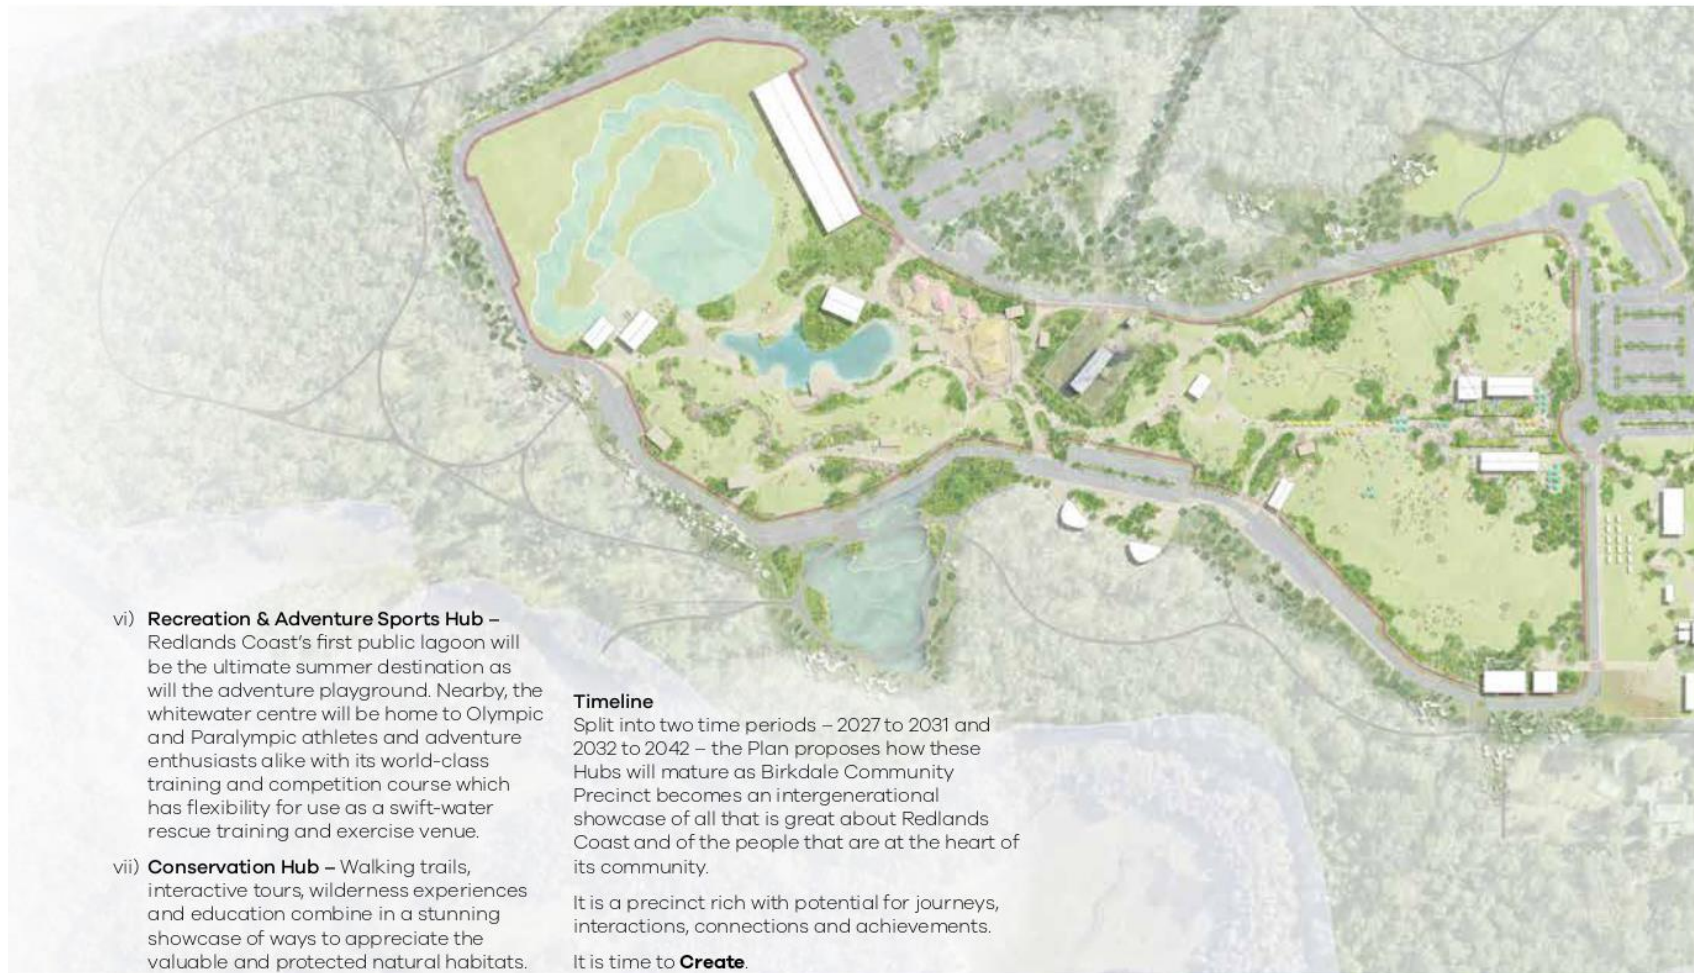 vi) Recreation & Adventure Sports Hub –
Redlands Coast's first public lagoon will
be the ultimate summer destination as
will the adventure playground. Nearby, the
whitewater centre will be home to Olympic
and Paralympic athletes and adventure
enthusiasts alike with its world-class
training and competition course which
has flexibility for use as a swift-water
rescue training and exercise venue.
vii) Conservation Hub – Walking trails,
interactive tours, wilderness experiences
and education combine in a stunning
showcase of ways to appreciate the
valuable and protected natural habitats.
Timeline
Split into two time periods – 2027 to 2031 and
2032 to 2042 – the Plan proposes how these
Hubs will mature as Birkdale Community
Precinct becomes an intergenerational
showcase of all that is great about Redlands
Coast and of the people that are at the heart of
its community.
It is a precinct rich with potential for journeys,
interactions, connections and achievements.
It is time to Create.